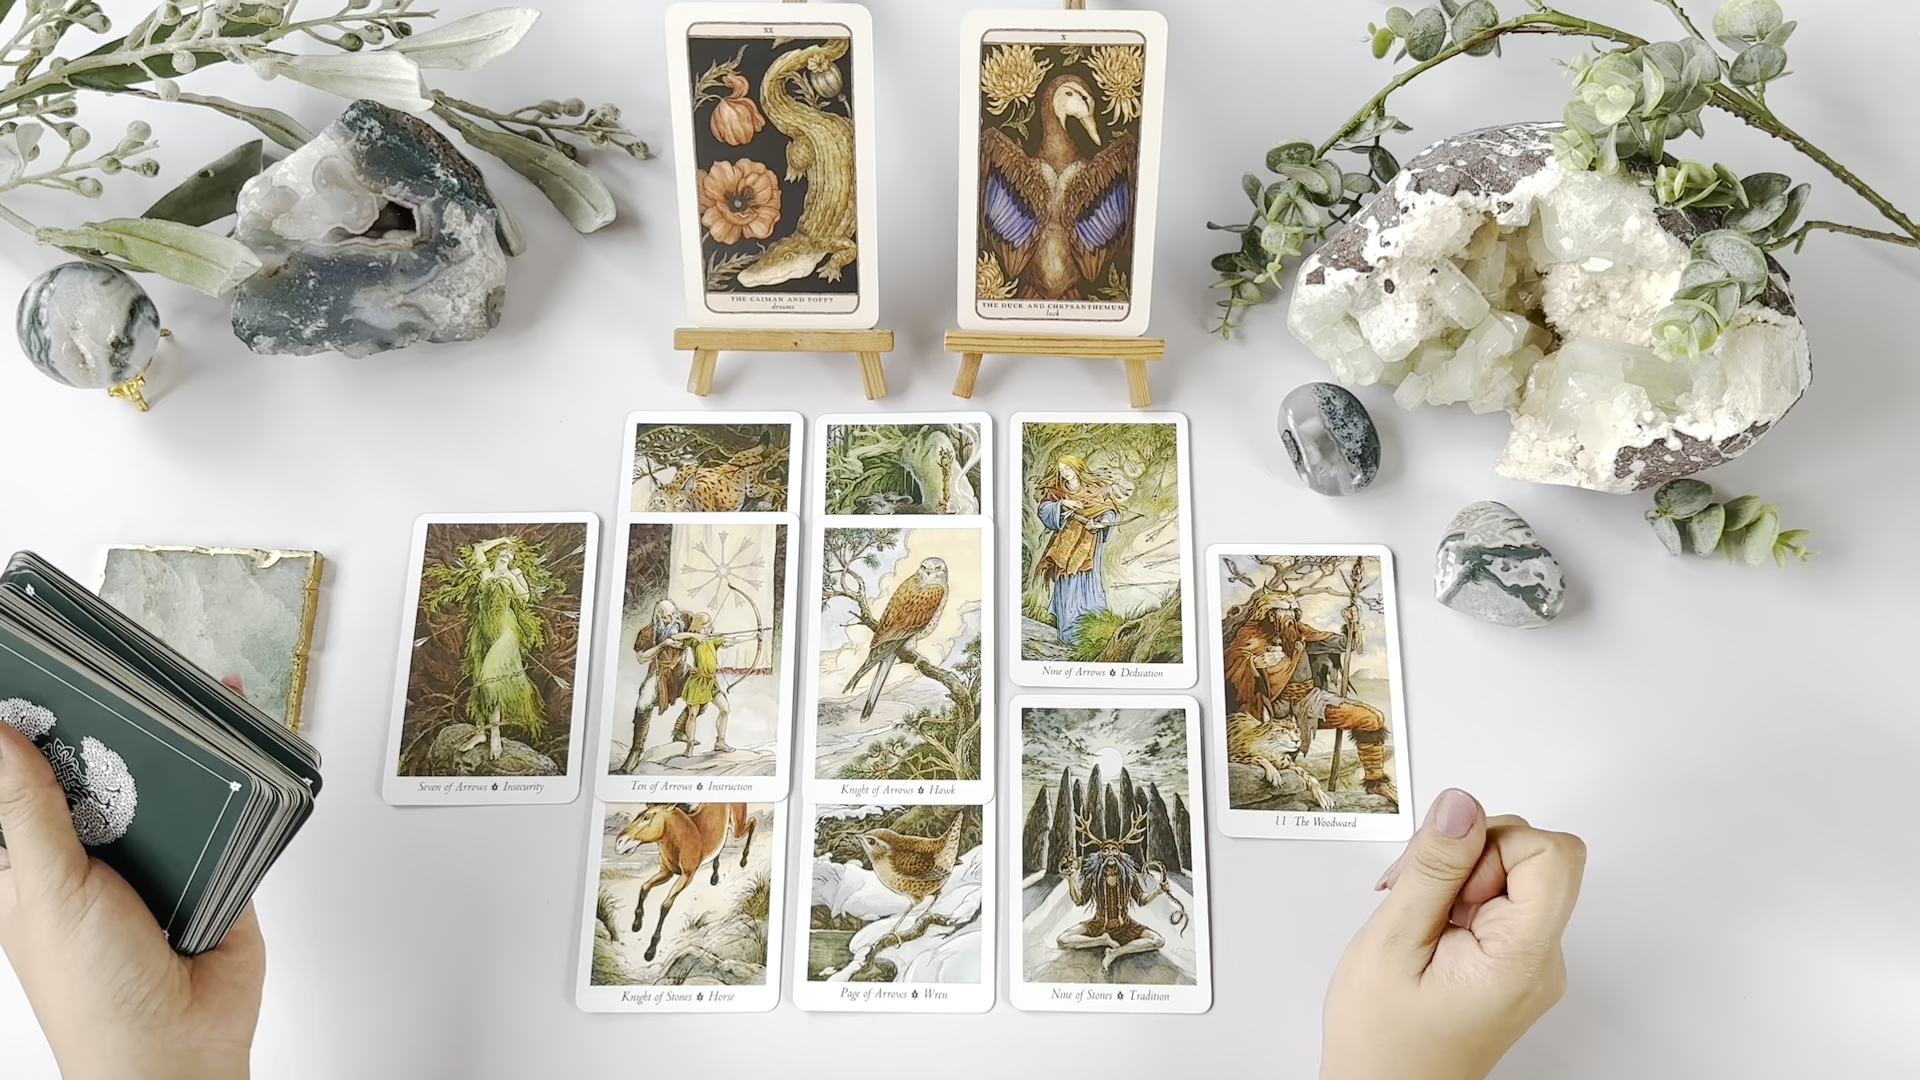 XX
THE CAIMAN AND POPPY
dreams
X
THE DUCK AND CHRYSANTHEMUM
luck
Nine of Arrows Dedication
Seven of Arrows Insecurity
Ten of Arrows Instruction
Knight of Arrows Hawk
11 The Woodward
Knight of Stones Horse
Page of Arrows Wren
Nine of Stones Tradition